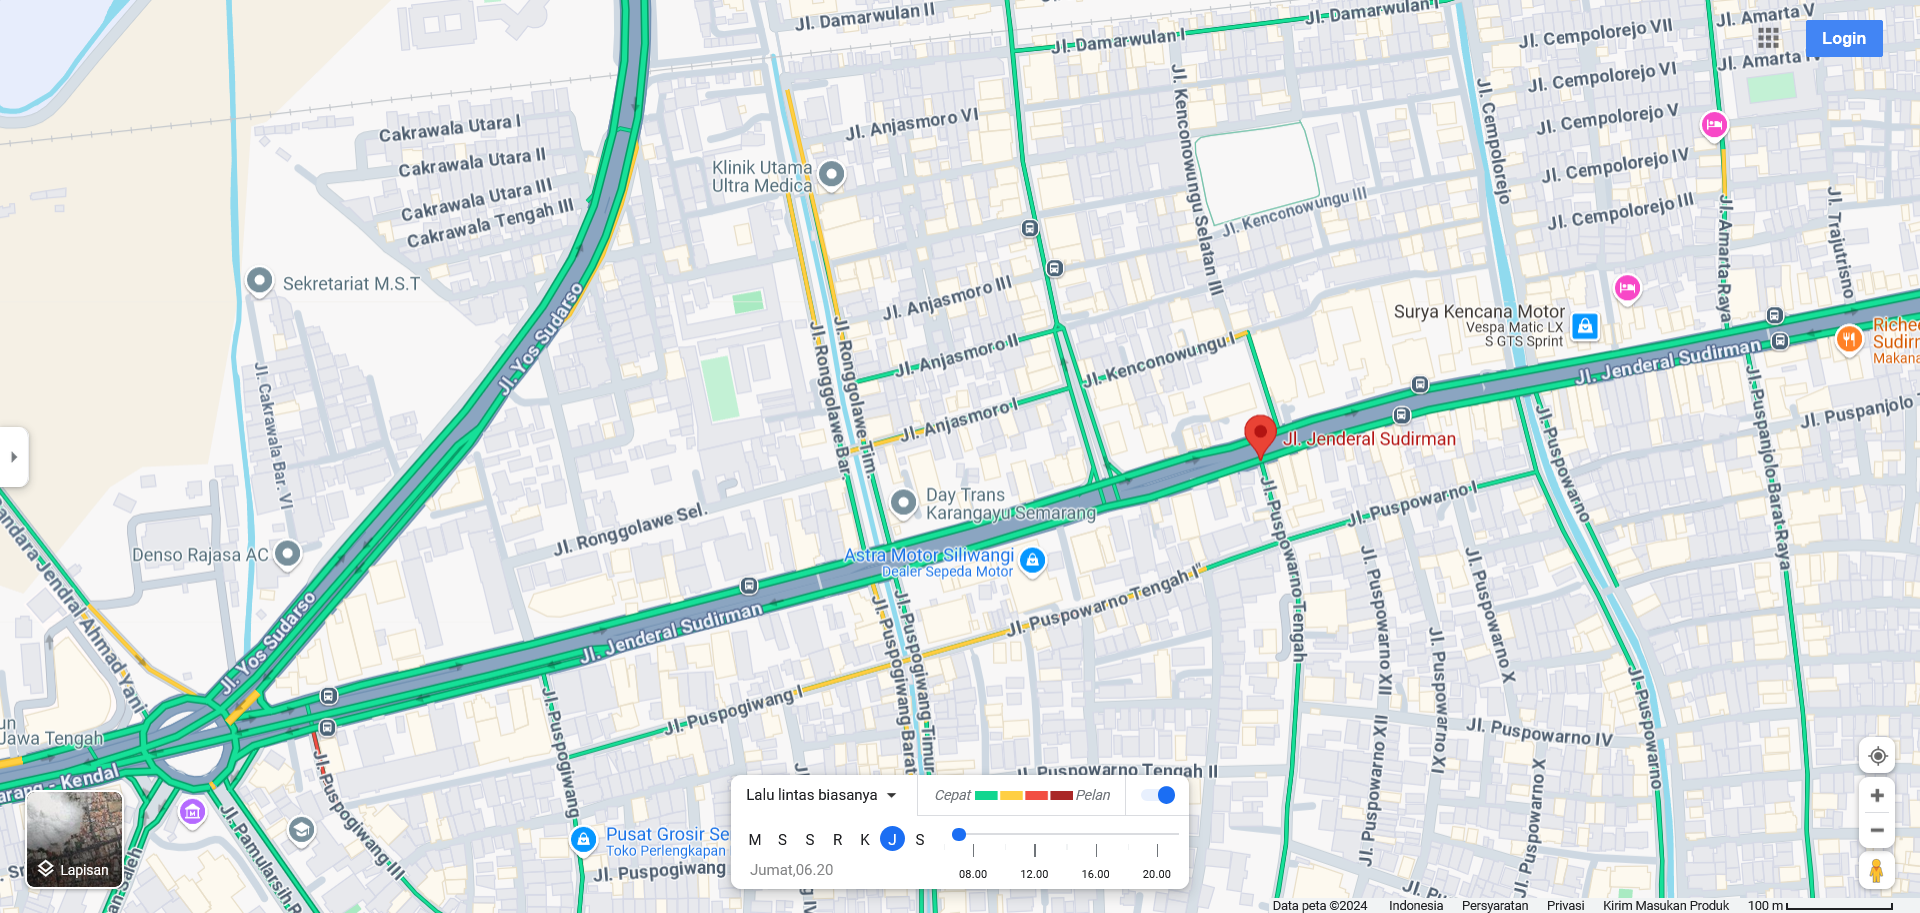 Jl. Damarwulan II
Jl. Damarwulan I
Jl. Damarwulan I
Jl. Cempolorejo VII
Jl. Amarta V
Login
Jl. Amarta IV
Jl. Cempolorejo VI
Jl. Cempolorejo V
Jl. Cempolorejo IV
Jl. Cempolorejo III
Jl. Cempolorejo
Jl. Kenconowungu Selatan III
Jl. Kenconowungu III
Jl. Amarta Raya
Jl. Trajutrisno
Cakrawala Utara I
Cakrawala Utara II
Cakrawala Utara III
Cakrawala Tengah III
Jl. Anjasmoro VI
Klinik Utama
Ultra Medica
Sekretariat M.S.T
Jl. Yos Sudarso
Jl. Anjasmoro III
Jl. Anjasmoro II
Jl. Anjasmoro I
Jl. Kenconowungu I
Surya Kencana Motor
Vespa Matic LX
S GTS Sprint
Jl. Jenderal Sudirman
Richee
Sudirm
Makana
Jl. Ronggolawe Bar.
Jl. Ronggolawe Tim.
Jl. Cakrawala Bar. VI
Jl. Jenderal Sudirman
Jl. Puspanjolo T
Jl. Puspanjolo Barat Raya
Jl. Puspowarno
Day Trans
Karangayu Semarang
Jl. Ronggolawe Sel.
Jl. Puspowarno I
Denso Rajasa AC
Astra Motor Siliwangi
Dealer Sepeda Motor
Jl. Puspowarno Tengah II
Jl. Puspowarno Tengah
Jl. Puspowarno XII
Jl. Puspowarno X
Jl. Puspowarno XI
andara Jendral Ahmad Yani
Jl. Yos Sudarso
Jl. Jenderal Sudirman
Jl. Puspogiwang Barat
Jl. Puspogiwang Timur
Jl. Puspogiwang I
Jl. Puspogiwang
Jl. Puspowarno
Jl. Puspowarno IV
un
Jawa Tengah
arang - Kendal
Jl. Puspogiwang III
Jl. Puspowarno Tengah II
Jl. Puspowarno XII
Jl. Puspowarno X
Jl. Pamularsih R
Pusat Grosir Se
Toko Perlengkapan
Jl. Puspogiwang
Lapisan
Lalu lintas biasanya
Cepat
Pelan
M S S R K J S
Jumat,06.20
08.00 12.00 16.00 20.00
Data peta ©2024 Indonesia Persyaratan Privasi Kirim Masukan Produk 100 m